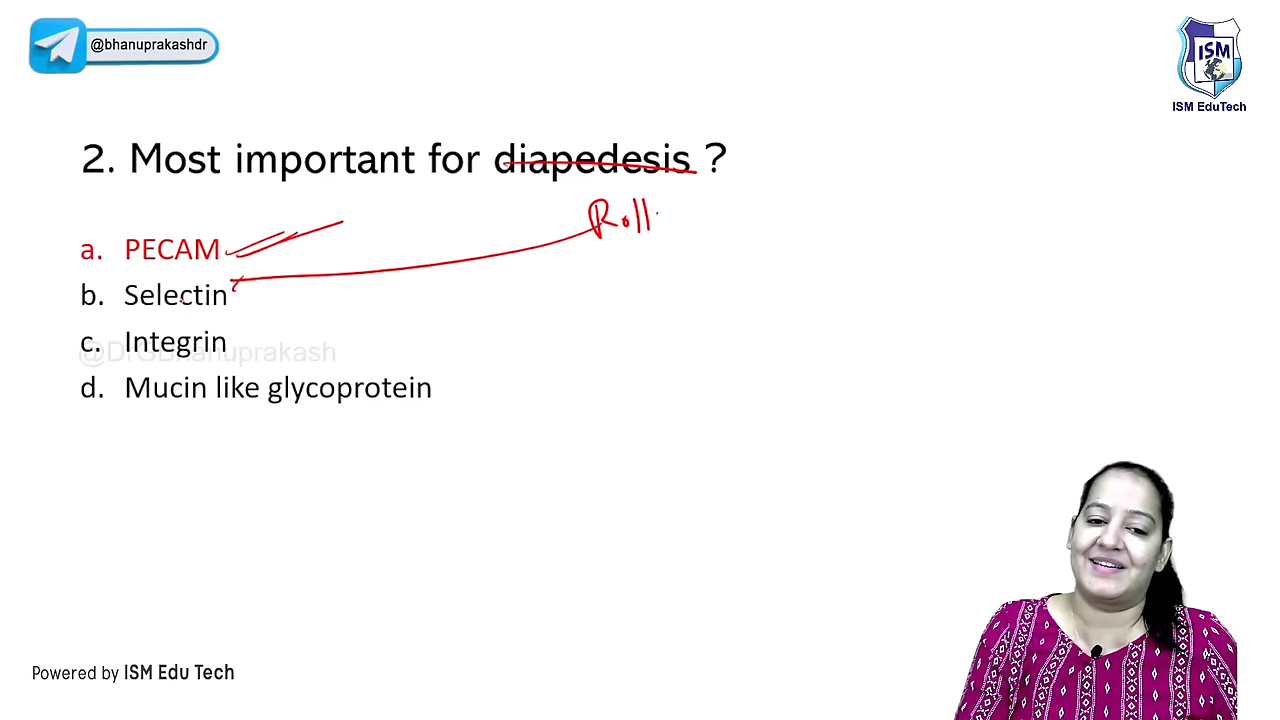 @bhanuprakashdr
ISM
ISM EduTech
2. Most important for diapedesis ?
Roll
a. PECAM
b. Selectin
c. Integrin
d. Mucin like glycoprotein
Powered by ISM Edu Tech